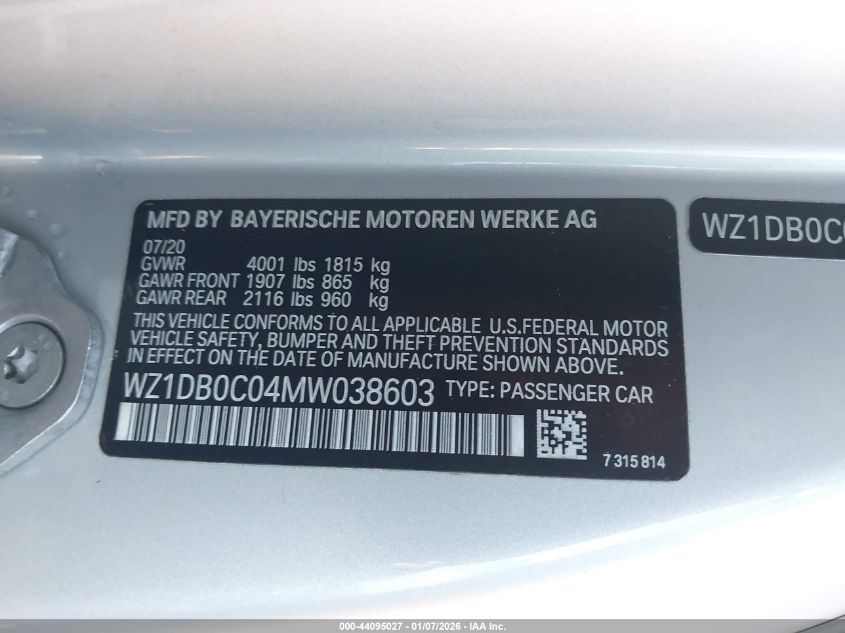 MFD BY BAYERISCHE MOTOREN WERKE AG
07/20
GVWR 4001 lbs 1815 kg
GAWR FRONT 1907 lbs 865 kg
GAWR REAR 2116 lbs 960 kg
THIS VEHICLE CONFORMS TO ALL APPLICABLE U.S.FEDERAL MOTOR
VEHICLE SAFETY, BUMPER AND THEFT PREVENTION STANDARDS
IN EFFECT ON THE DATE OF MANUFACTURE SHOWN ABOVE.
WZ1DB0C04MW038603 TYPE: PASSENGER CAR
7 315 814
WZ1DB0C0
000-44095027 - 01/07/2026 - IAA Inc.